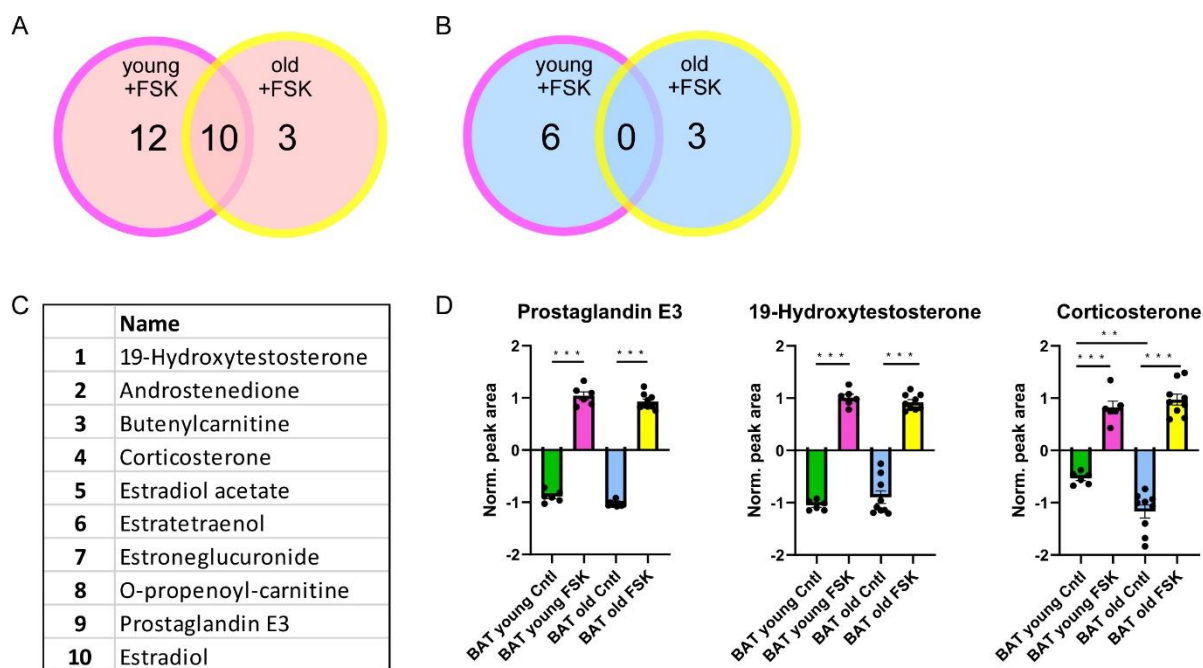 A
young
+FSK
old
+FSK
12
10
3
B
young
+FSK
old
+FSK
6
0
3
C
Name
1 19-Hydroxytestosterone
2 Androstenedione
3 Butenylcarnitine
4 Corticosterone
5 Estradiol acetate
6 Estratetraenol
7 Estroneglucuronide
8 O-propenoyl-carnitine
9 Prostaglandin E3
10 Estradiol
D
Prostaglandin E3
Norm. peak area
2
1
0
-1
-2
***
***
BAT young Cntl
BAT young FSK
BAT old Cntl
BAT old FSK
19-Hydroxytestosterone
Norm. peak area
2
1
0
-1
-2
***
***
BAT young Cntl
BAT young FSK
BAT old Cntl
BAT old FSK
Corticosterone
Norm. peak area
2
1
0
-1
-2
**
***
***
BAT young Cntl
BAT young FSK
BAT old Cntl
BAT old FSK